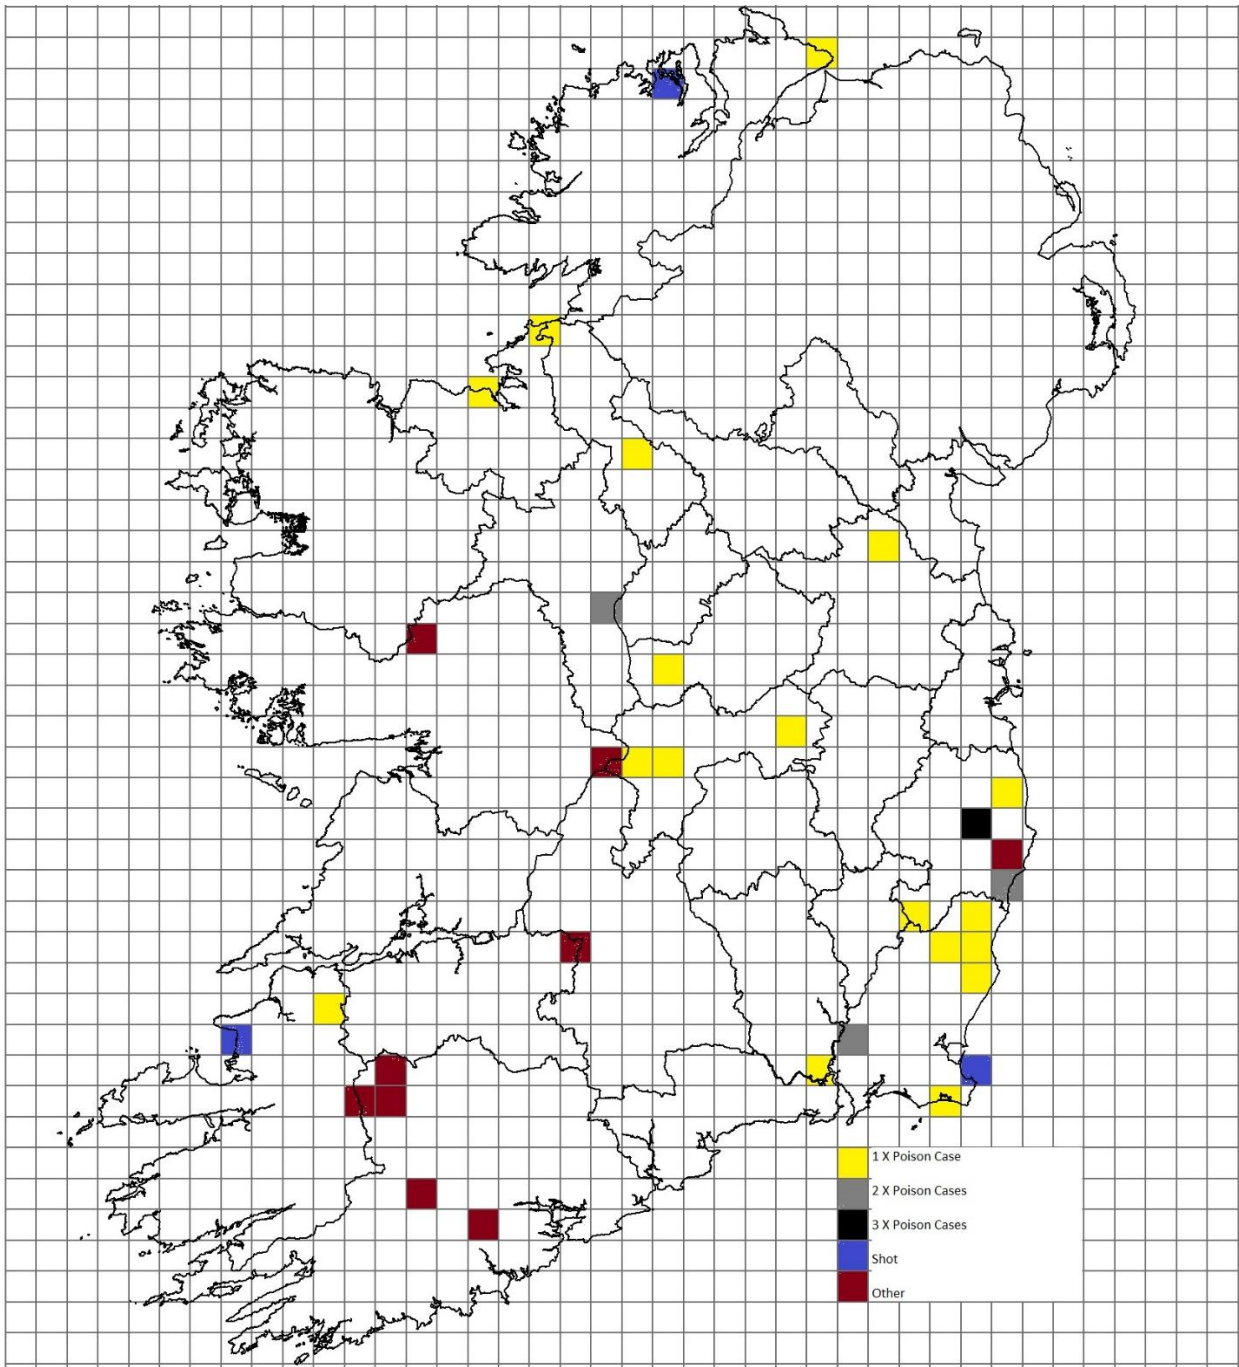 1 X Poison Case
2 X Poison Cases
3 X Poison Cases
Shot
Other